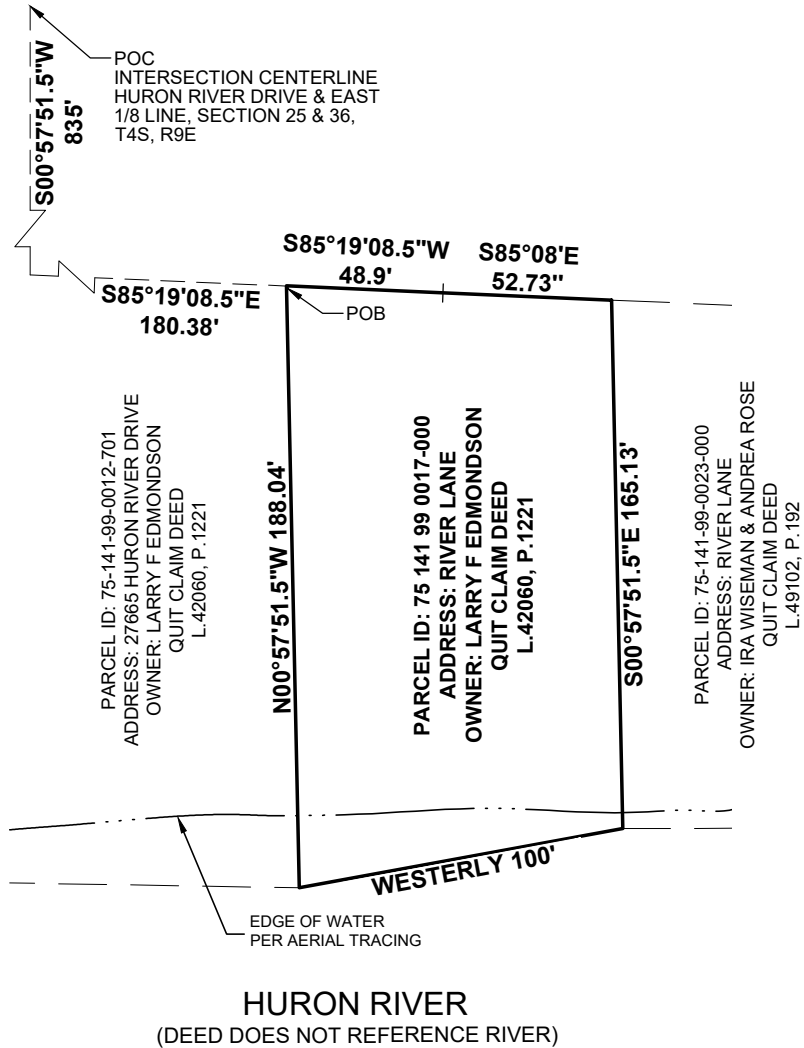 POC
INTERSECTION CENTERLINE
HURON RIVER DRIVE & EAST
1/8 LINE, SECTION 25 & 36,
T4S, R9E
S00°57'51.5"W
835'
S85°19'08.5"W
48.9'
S85°08'E
52.73"
S85°19'08.5"E
180.38'
POB
PARCEL ID: 75-141-99-0012-701
ADDRESS: 27665 HURON RIVER DRIVE
OWNER: LARRY F EDMONDSON
QUIT CLAIM DEED
L.42060, P.1221
N00°57'51.5"W 188.04'
PARCEL ID: 75 141 99 0017-000
ADDRESS: RIVER LANE
OWNER: LARRY F EDMONDSON
QUIT CLAIM DEED
L.42060, P.1221
S00°57'51.5"E 165.13'
PARCEL ID: 75-141-99-0023-000
ADDRESS: RIVER LANE
OWNER: IRA WISEMAN & ANDREA ROSE
QUIT CLAIM DEED
L.49102, P.192
WESTERLY 100'
EDGE OF WATER
PER AERIAL TRACING
HURON RIVER
(DEED DOES NOT REFERENCE RIVER)